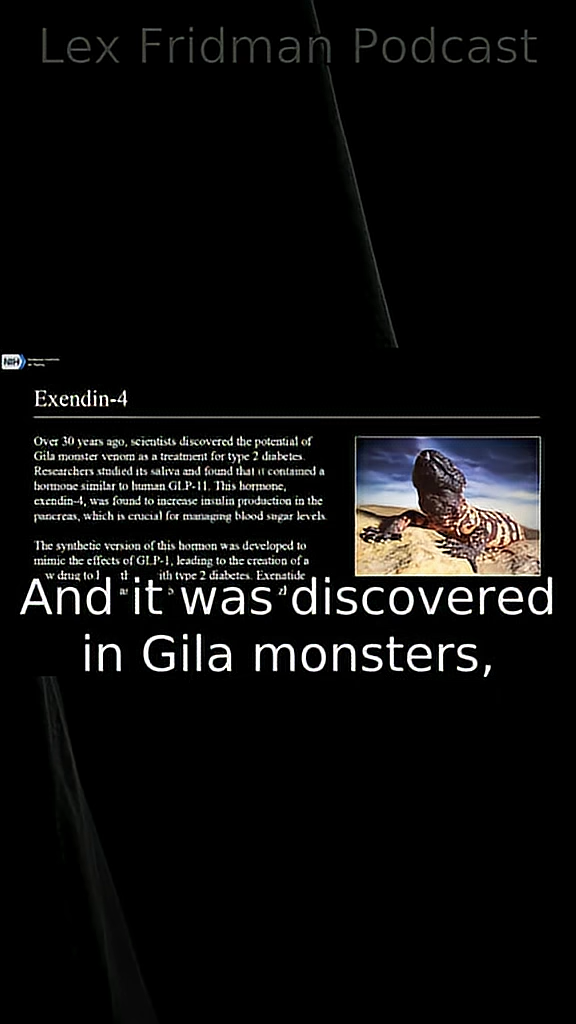 Lex Fridman Podcast
NIH
Exendin-4
Over 30 years ago, scientists discovered the potential of
Gila monster venom as a treatment for type 2 diabetes.
Researchers studied its saliva and found that it contained a
hormone similar to human GLP-11. This hormone,
exendin-4, was found to increase insulin production in the
pancreas, which is crucial for managing blood sugar levels.
The synthetic version of this hormon was developed to
mimic the effects of GLP-1, leading to the creation of a
drug to type 2 diabetes. Exenatide
And it was discovered
in Gila monsters,